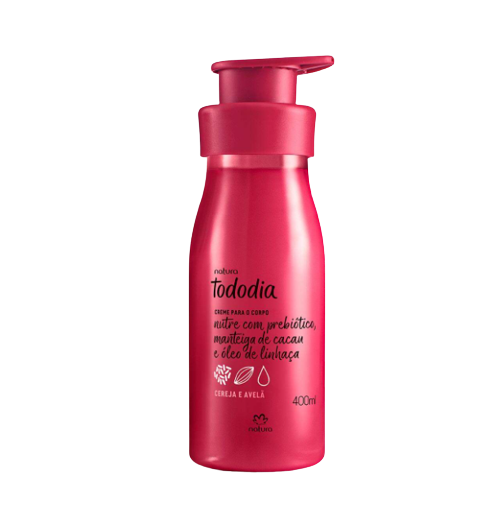 natura
tododia
CREME PARA O CORPO
nutre com prebiótico,
manteiga de cacau
e óleo de linhaça
CEREJA E AVELÃ
400ml
natura